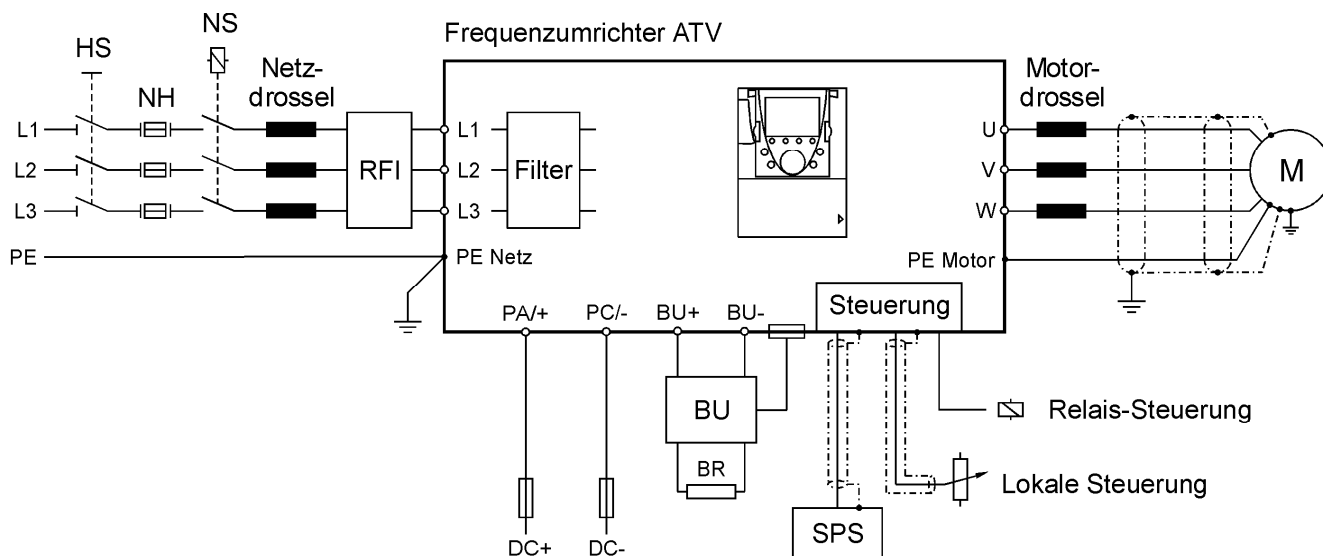 Frequenzumrichter ATV
HS
NS
NH
Netz-
drossel
Motor-
drossel
L1
L2
L3
PE
RFI
L1
L2
L3
PE Netz
Filter
U
V
W
PE Motor
M
PA/+
PC/-
BU+
BU-
Steuerung
BU
BR
DC+
DC-
SPS
Relais-Steuerung
Lokale Steuerung